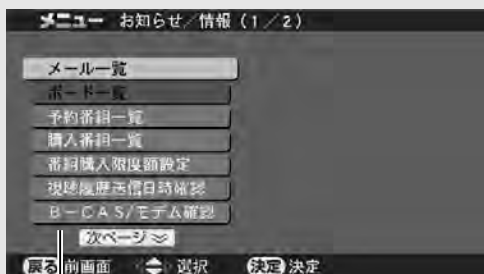 メニュー お知らせ／情報（1／2）
メール一覧
ボード一覧
予約番組一覧
購入番組一覧
番組購入限度額設定
視聴履歴送信日時確認
B－CAS/モデム確認
次ページ
戻る 前画面 選択 決定 決定